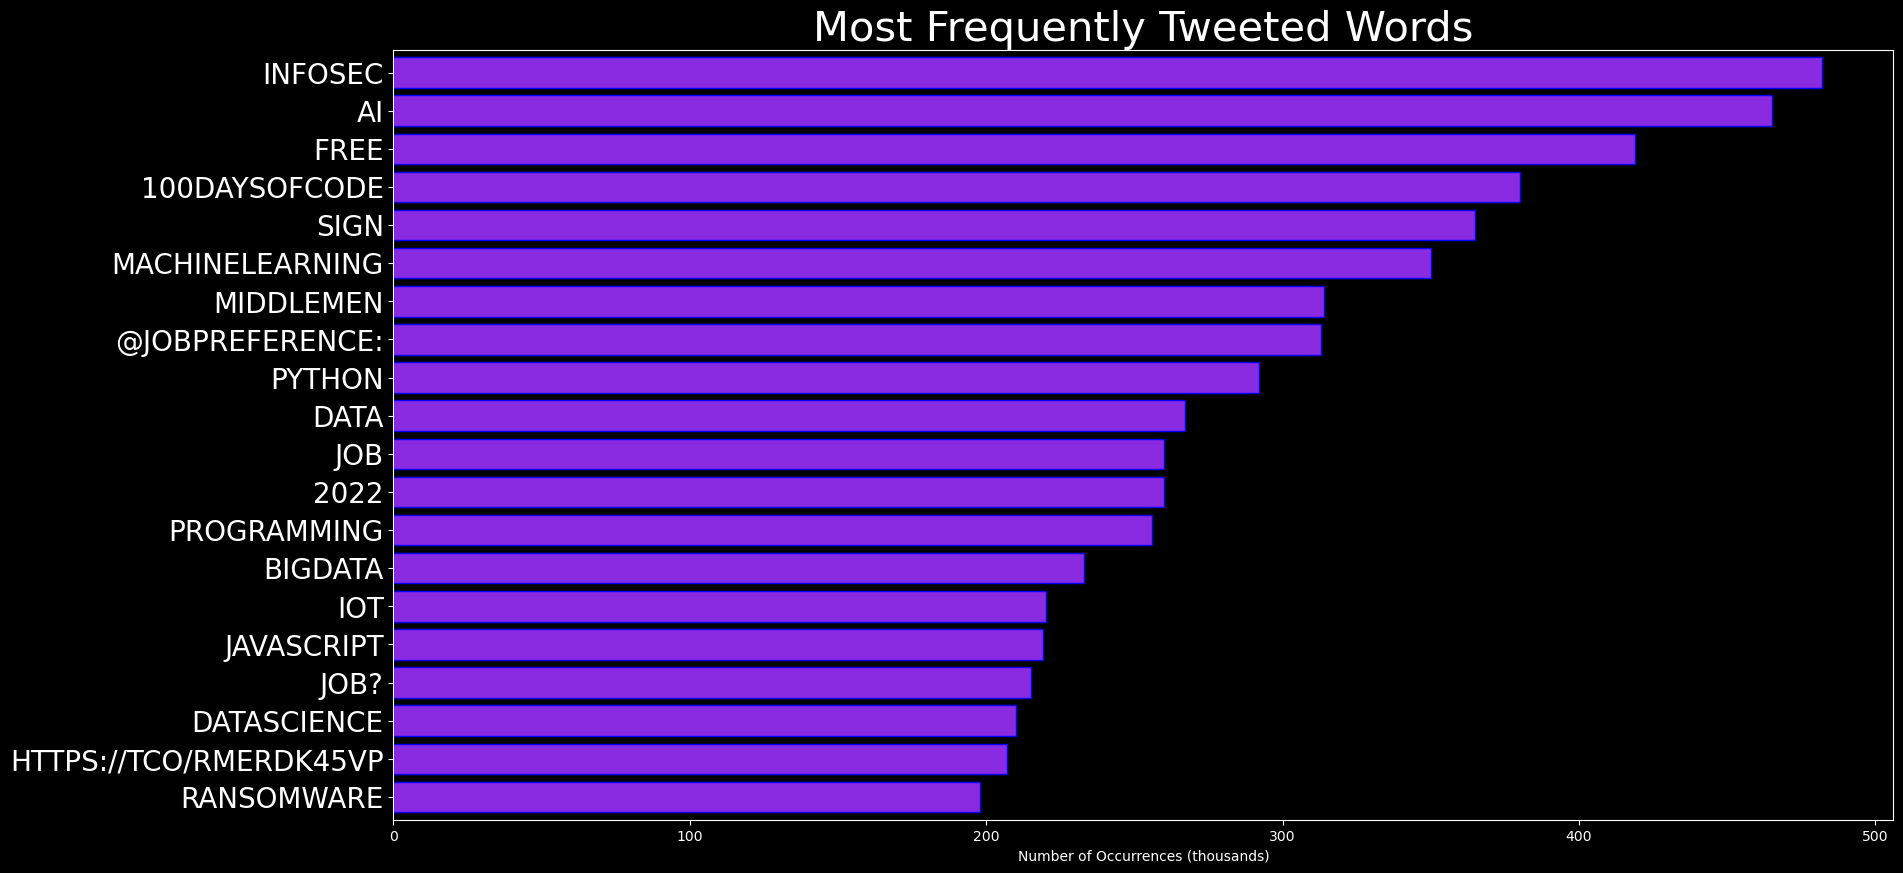 Most Frequently Tweeted Words
INFOSEC
AI
FREE
100DAYSOFCODE
SIGN
MACHINELEARNING
MIDDLEMEN
@JOBPREFERENCE:
PYTHON
DATA
JOB
2022
PROGRAMMING
BIGDATA
IOT
JAVASCRIPT
JOB?
DATASCIENCE
HTTPS://TCO/RMERDK45VP
RANSOMWARE
0 100 200 300 400 500
Number of Occurrences (thousands)